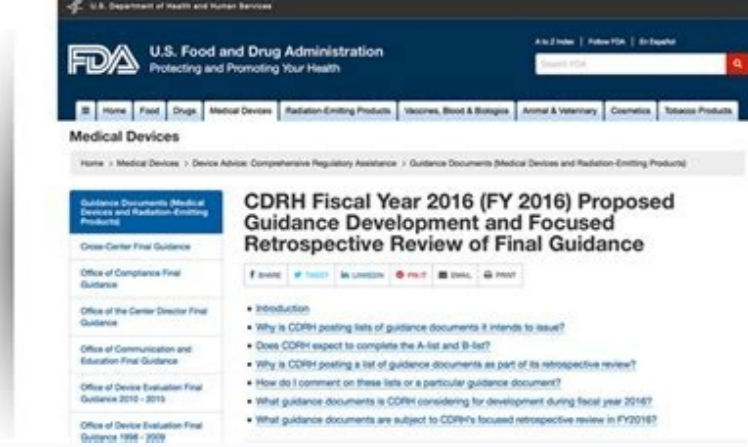 U.S. Department of Health and Human Services
A to Z Index | Follow FDA | En Español
FDA
U.S. Food and Drug Administration
Protecting and Promoting Your Health
Search FDA
Home
Food
Drugs
Medical Devices
Radiation-Emitting Products
Vaccines, Blood & Biologics
Animal & Veterinary
Cosmetics
Tobacco Products
Medical Devices
Home > Medical Devices > Device Advice: Comprehensive Regulatory Assistance > Guidance Documents (Medical Devices and Radiation-Emitting Products)
Guidance Documents (Medical
Devices and Radiation-Emitting
Products)
Cross-Center Final Guidance
Office of Compliance Final
Guidance
Office of the Center Director Final
Guidance
Office of Communication and
Education Final Guidance
Office of Device Evaluation Final
Guidance 2010 - 2015
Office of Device Evaluation Final
Guidance 1998 - 2009
CDRH Fiscal Year 2016 (FY 2016) Proposed
Guidance Development and Focused
Retrospective Review of Final Guidance
SHARE
TWEET
LINKEDIN
PIN IT
EMAIL
PRINT
• Introduction
• Why is CDRH posting lists of guidance documents it intends to issue?
• Does CDRH expect to complete the A-list and B-list?
• Why is CDRH posting a list of guidance documents as part of its retrospective review?
• How do I comment on these lists or a particular guidance document?
• What guidance documents is CDRH considering for development during fiscal year 2016?
• What guidance documents are subject to CDRH's focused retrospective review in FY2016?